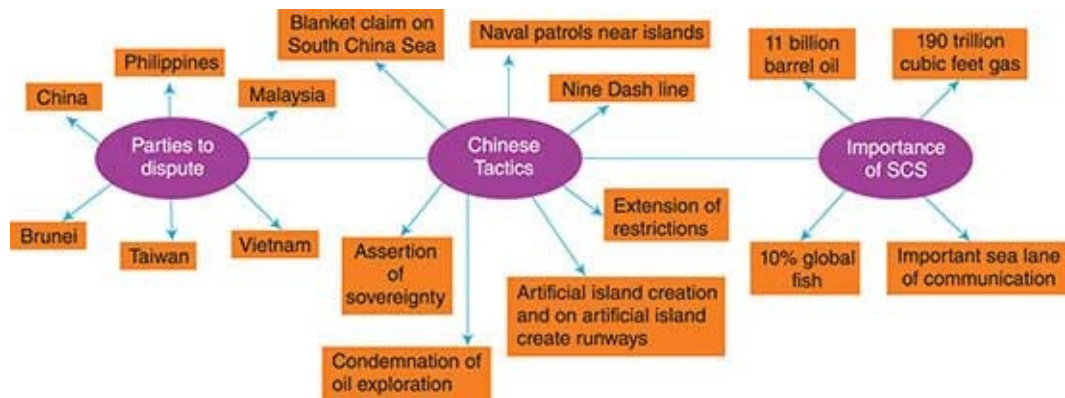 Parties to
dispute
Philippines
China
Malaysia
Brunei
Taiwan
Vietnam
Chinese
Tactics
Blanket claim on
South China Sea
Naval patrols near islands
Nine Dash line
Extension of
restrictions
Assertion
of
sovereignty
Artificial island creation
and on artificial island
create runways
Condemnation of
oil exploration
Importance
of SCS
11 billion
barrel oil
190 trillion
cubic feet gas
10% global
fish
Important sea lane
of communication